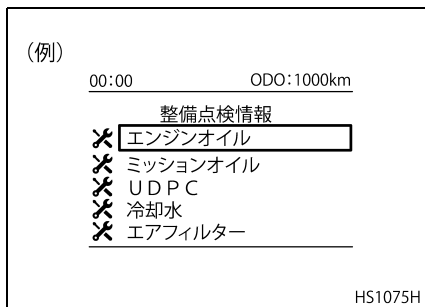 (例)
00:00 ODO:1000km
整備点検情報
エンジンオイル
ミッションオイル
UDPC
冷却水
エアフィルター
HS1075H